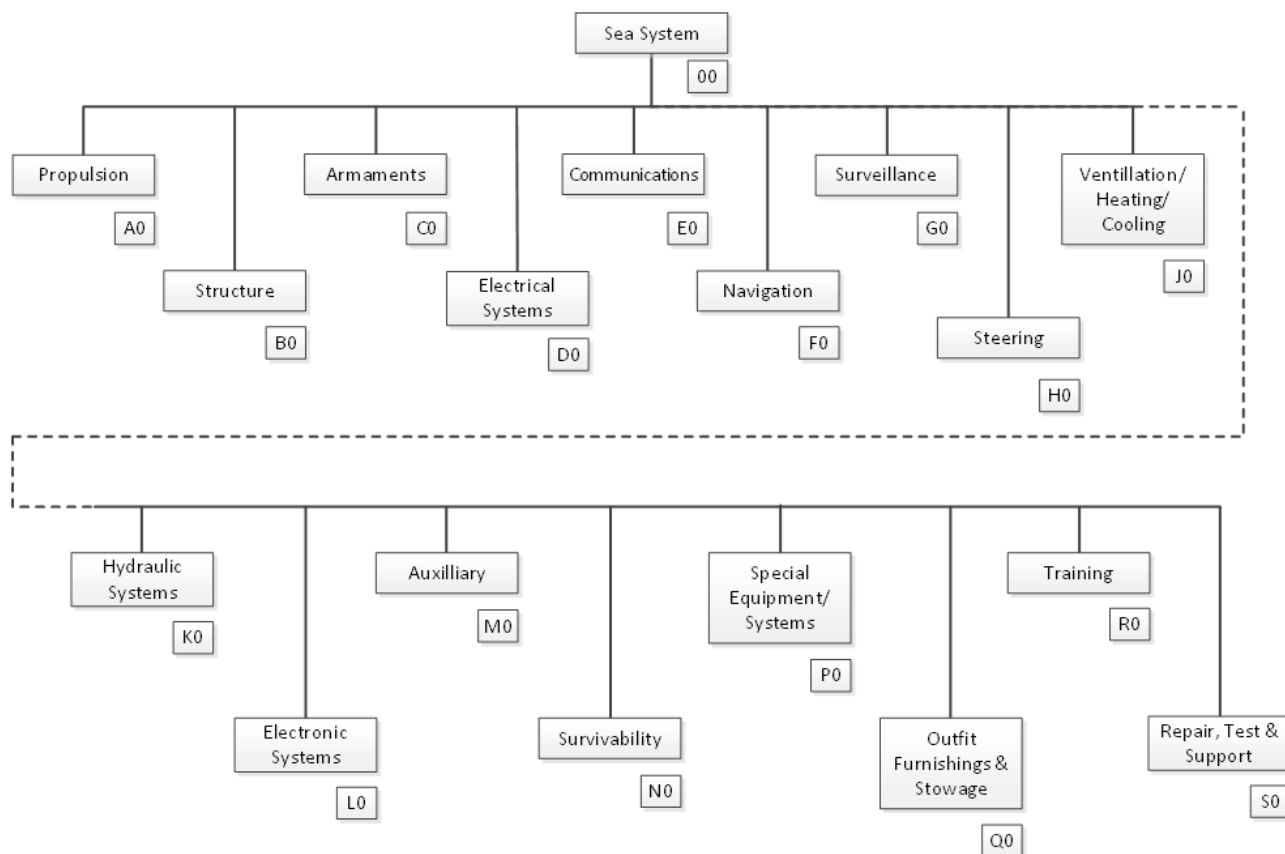 Sea System
00
Propulsion
A0
Structure
B0
Armaments
C0
Electrical
Systems
D0
Communications
E0
Navigation
F0
Surveillance
G0
Steering
H0
Ventillation/
Heating/
Cooling
J0
Hydraulic
Systems
K0
Electronic
Systems
L0
Auxilliary
M0
Survivability
N0
Special
Equipment/
Systems
P0
Outfit
Furnishings &
Stowage
Q0
Training
R0
Repair, Test &
Support
S0